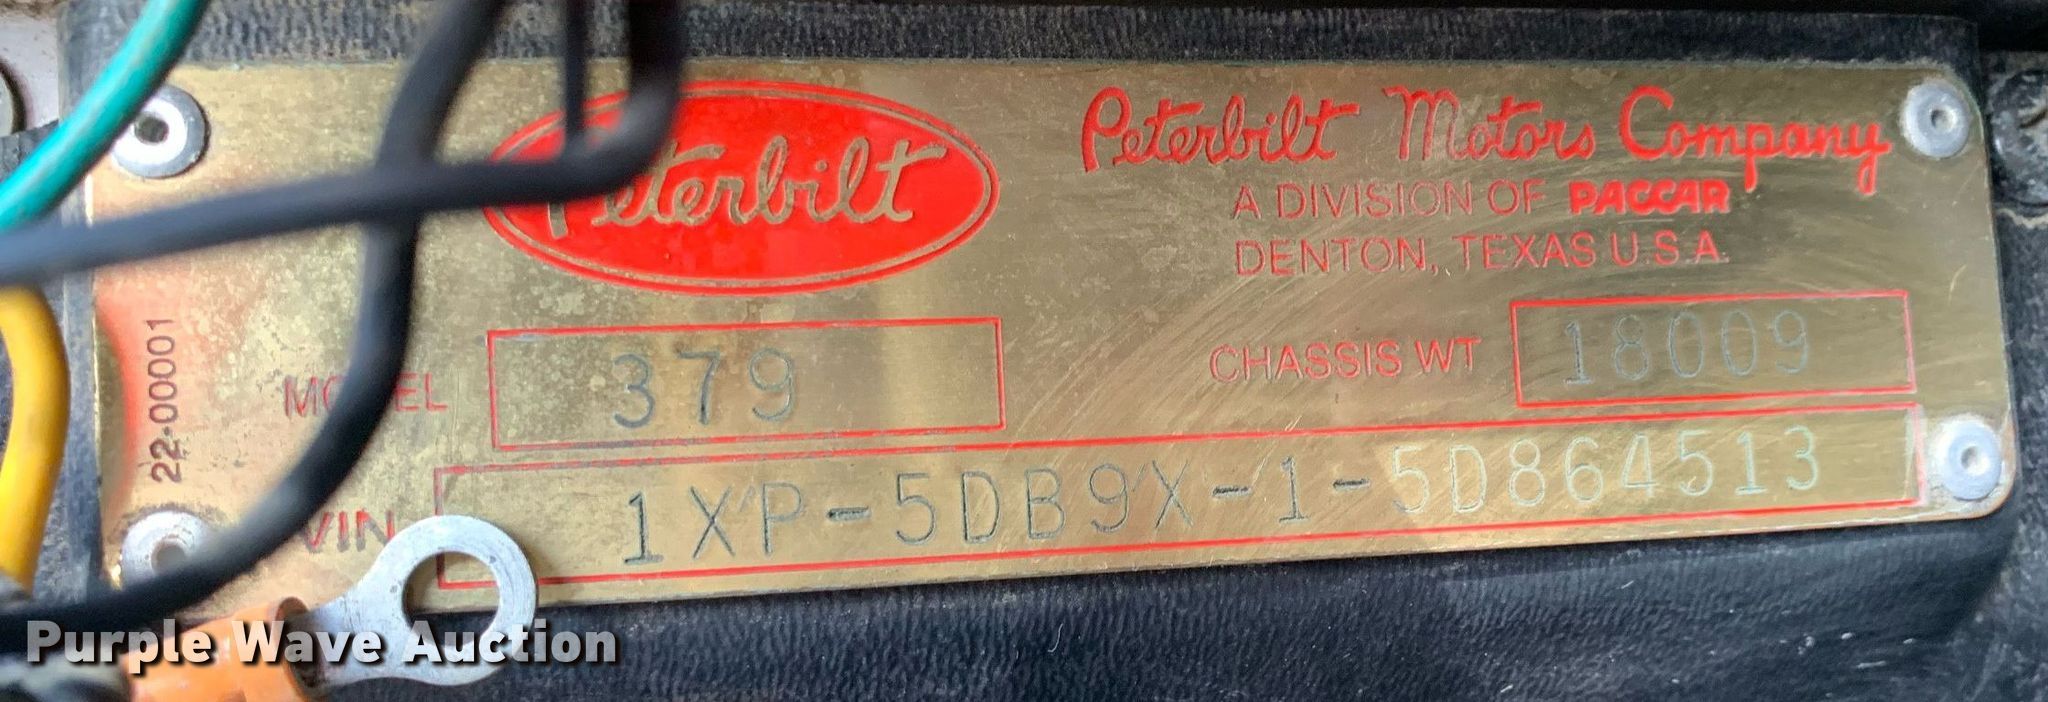 Peterbilt
Peterbilt Motors Company
A DIVISION OF PACCAR
DENTON, TEXAS U.S.A.
MODEL 379
CHASSIS WT 18009
VIN 1XP-5DB9X-1-5D864513
22-00001
Purple Wave Auction